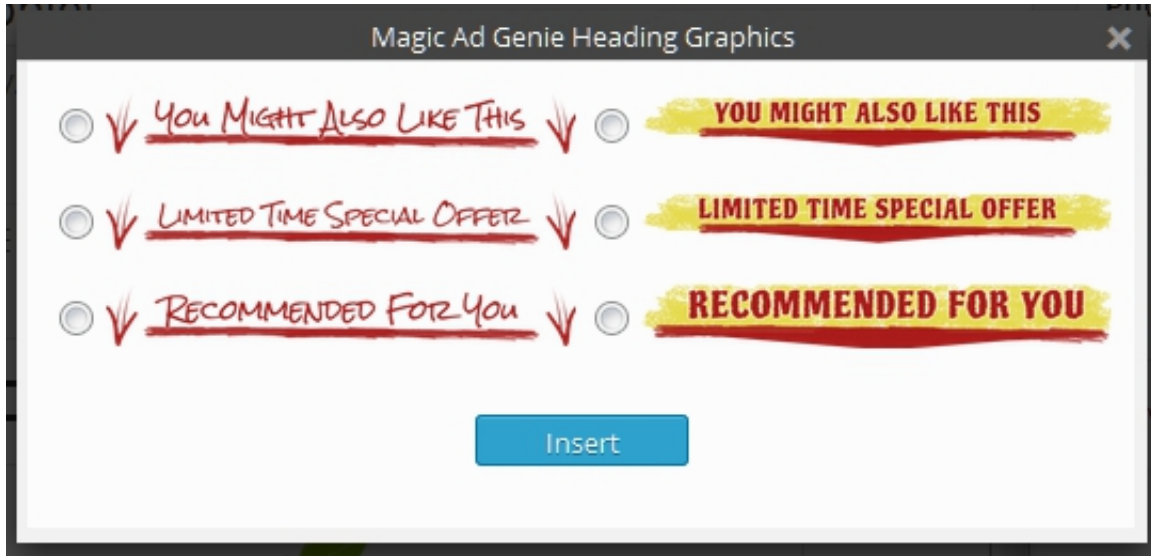 Magic Ad Genie Heading Graphics
You Might Also Like This
YOU MIGHT ALSO LIKE THIS
Limited Time Special Offer
LIMITED TIME SPECIAL OFFER
Recommended For You
RECOMMENDED FOR YOU
Insert